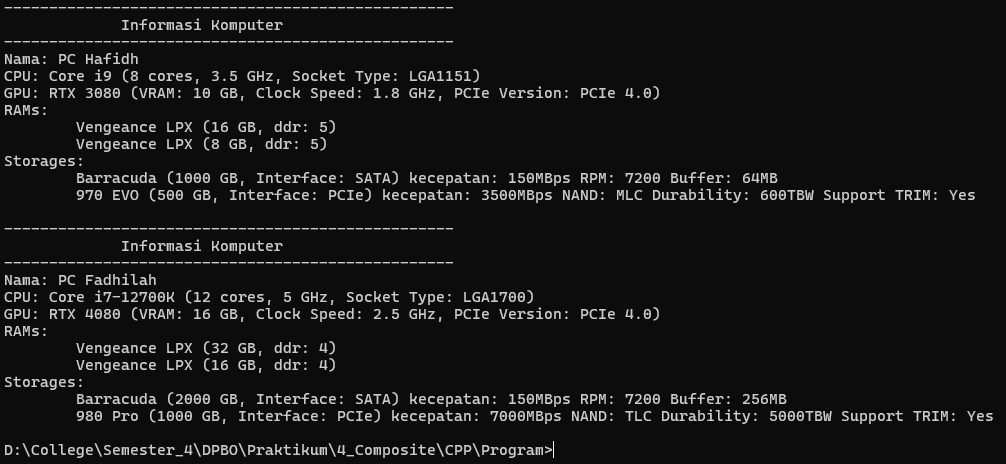 --------------------------------------------------
Informasi Komputer
--------------------------------------------------
Nama: PC Hafidh
CPU: Core i9 (8 cores, 3.5 GHz, Socket Type: LGA1151)
GPU: RTX 3080 (VRAM: 10 GB, Clock Speed: 1.8 GHz, PCIe Version: PCIe 4.0)
RAMs:
Vengeance LPX (16 GB, ddr: 5)
Vengeance LPX (8 GB, ddr: 5)
Storages:
Barracuda (1000 GB, Interface: SATA) kecepatan: 150MBps RPM: 7200 Buffer: 64MB
970 EVO (500 GB, Interface: PCIe) kecepatan: 3500MBps NAND: MLC Durability: 600TBW Support TRIM: Yes
--------------------------------------------------
Informasi Komputer
--------------------------------------------------
Nama: PC Fadhilah
CPU: Core i7-12700K (12 cores, 5 GHz, Socket Type: LGA1700)
GPU: RTX 4080 (VRAM: 16 GB, Clock Speed: 2.5 GHz, PCIe Version: PCIe 4.0)
RAMs:
Vengeance LPX (32 GB, ddr: 4)
Vengeance LPX (16 GB, ddr: 4)
Storages:
Barracuda (2000 GB, Interface: SATA) kecepatan: 150MBps RPM: 7200 Buffer: 256MB
980 Pro (1000 GB, Interface: PCIe) kecepatan: 7000MBps NAND: TLC Durability: 5000TBW Support TRIM: Yes
D:\College\Semester_4\DPBO\Praktikum\4_Composite\CPP\Program>